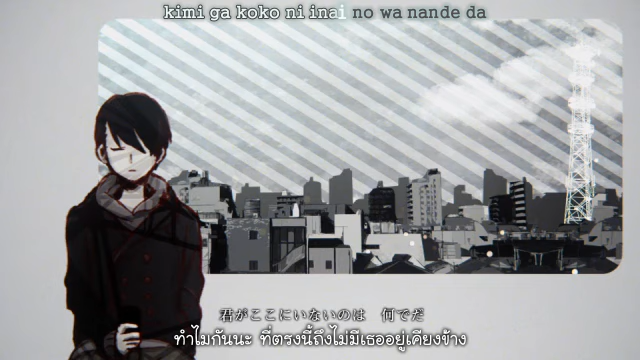 kimi ga koko ni inai no wa nande da
君がここにいないのは　何でだ
ทำไมกันนะ ที่ตรงนี้ถึงไม่มีเธออยู่เคียงข้าง